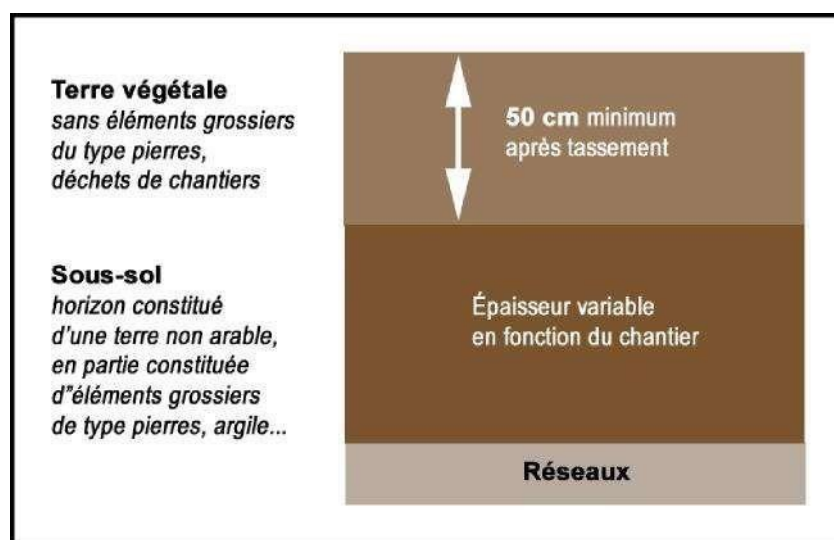 Terre végétale
sans éléments grossiers
du type pierres,
déchets de chantiers
50 cm minimum
après tassement
Sous-sol
horizon constitué
d'une terre non arable,
en partie constituée
d"éléments grossiers
de type pierres, argile...
Épaisseur variable
en fonction du chantier
Réseaux